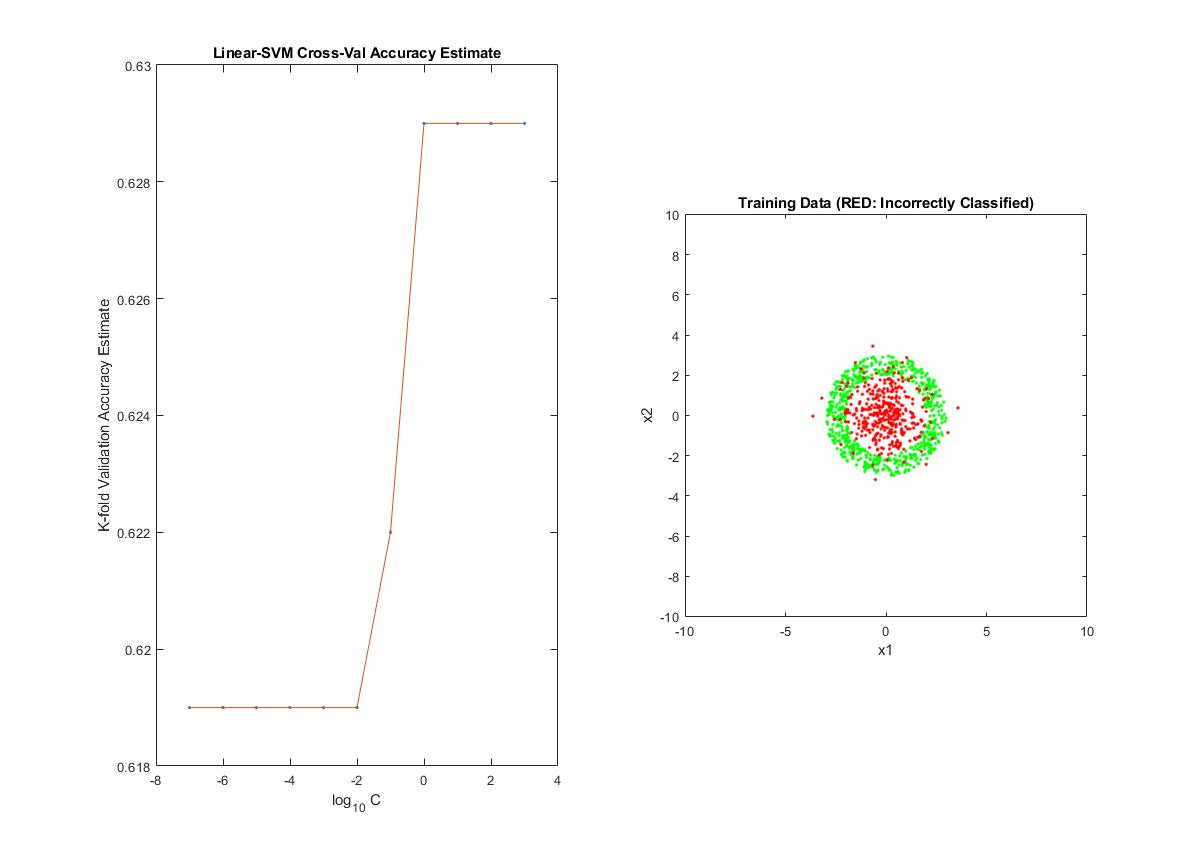 Linear-SVM Cross-Val Accuracy Estimate
0.63
0.628
0.626
0.624
0.622
0.62
0.618
K-fold Validation Accuracy Estimate
-8 -6 -4 -2 0 2 4
log10 C
Training Data (RED: Incorrectly Classified)
10
8
6
4
2
0
-2
-4
-6
-8
-10
x2
-10 -5 0 5 10
x1